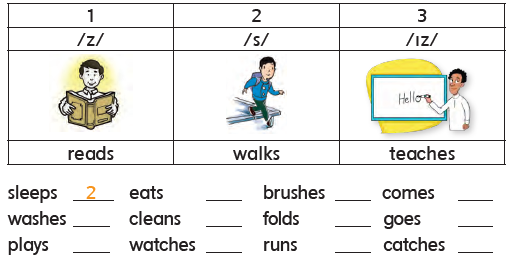 1 2 3
/z/ /s/ /ɪz/
Hello
reads walks teaches
sleeps 2 eats ____ brushes ____ comes ____
washes ____ cleans ____ folds ____ goes ____
plays ____ watches ____ runs ____ catches ____